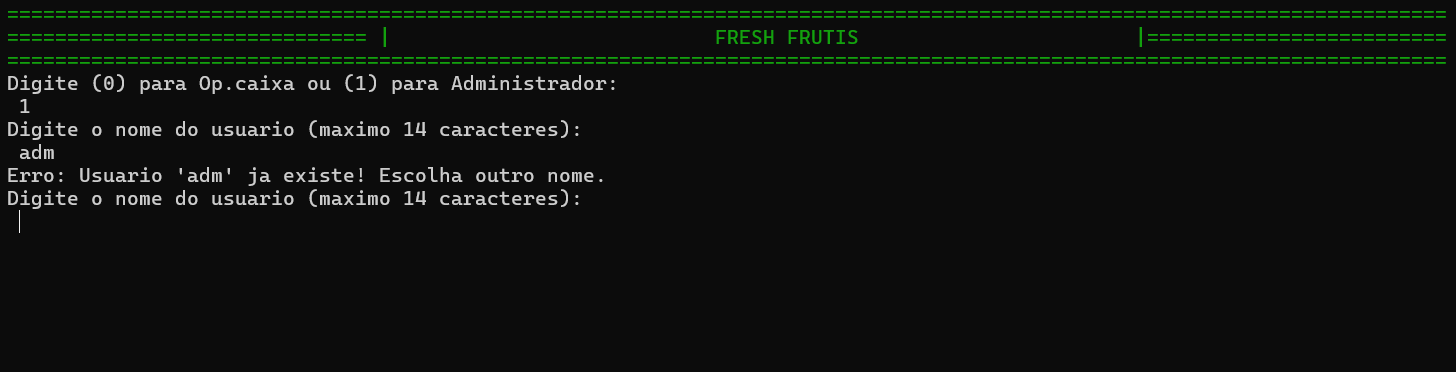 ========================================================================================================================
============================== |                           FRESH FRUTIS                       |=========================
========================================================================================================================
Digite (0) para Op.caixa ou (1) para Administrador:
 1
Digite o nome do usuario (maximo 14 caracteres):
 adm
Erro: Usuario 'adm' ja existe! Escolha outro nome.
Digite o nome do usuario (maximo 14 caracteres):